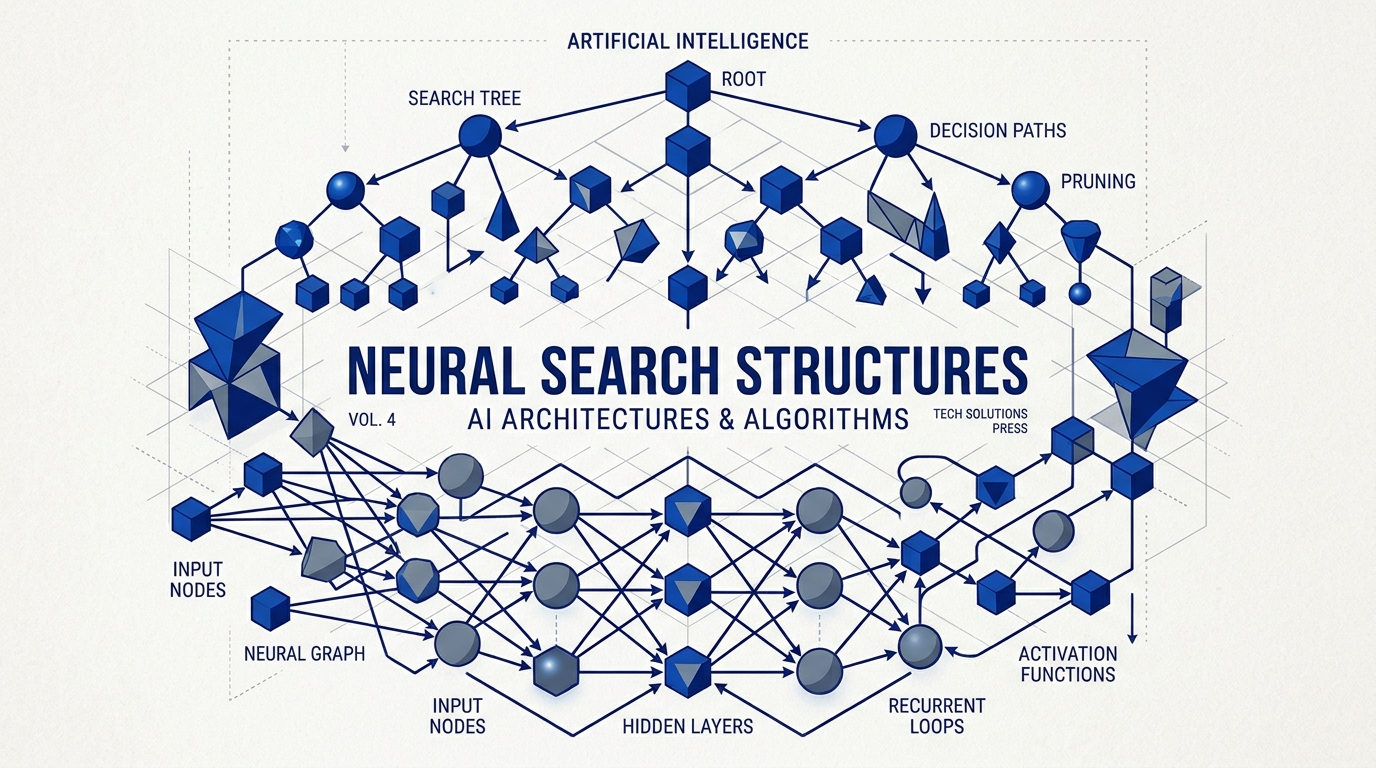 ARTIFICIAL INTELLIGENCE
ROOT
SEARCH TREE
DECISION PATHS
PRUNING
NEURAL SEARCH STRUCTURES
VOL. 4
AI ARCHITECTURES & ALGORITHMS
TECH SOLUTIONS
PRESS
INPUT
NODES
NEURAL GRAPH
INPUT
NODES
HIDDEN LAYERS
RECURRENT
LOOPS
ACTIVATION
FUNCTIONS